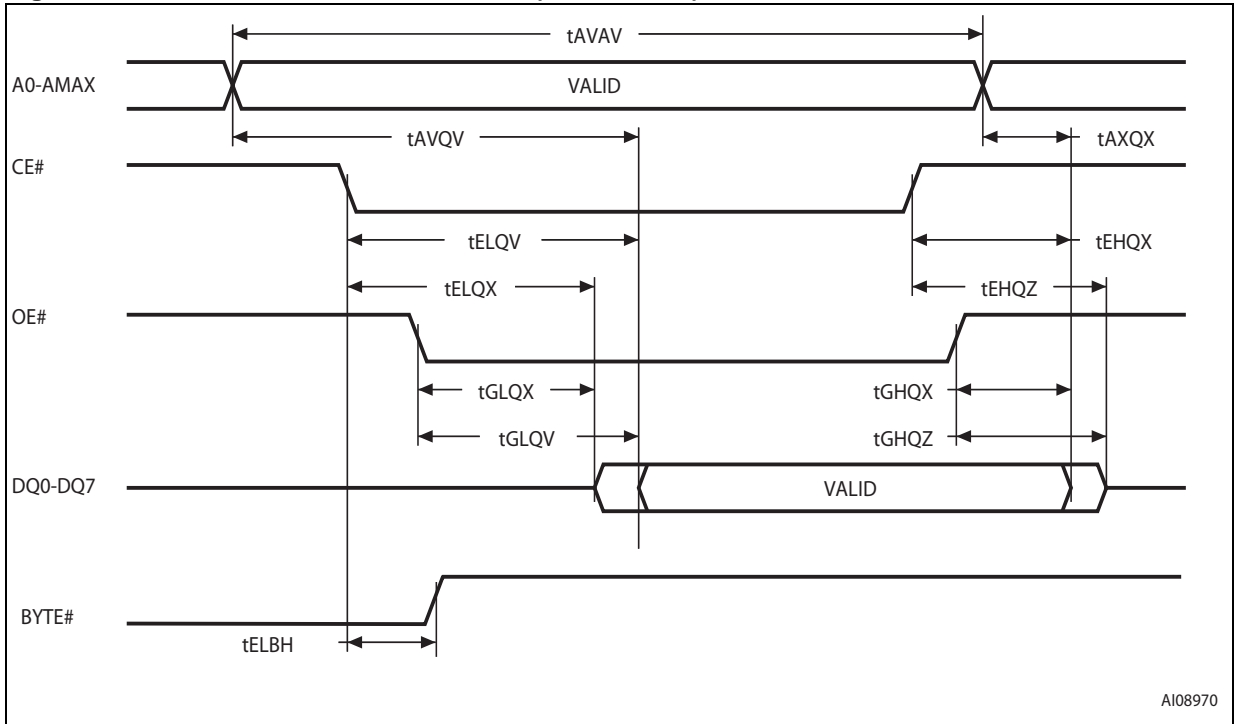 tAVAV
A0-AMAX
VALID
tAVQV
tAXQX
CE#
tELQV
tEHQX
tELQX
tEHQZ
OE#
tGLQX
tGHQX
tGLQV
tGHQZ
DQ0-DQ7
VALID
BYTE#
tELBH
AI08970